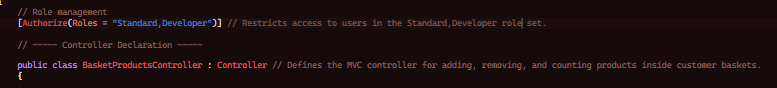 // Role management
[Authorize(Roles = "Standard,Developer")] // Restricts access to users in the Standard,Developer role set.
// ----- Controller Declaration -----
public class BasketProductsController : Controller // Defines the MVC controller for adding, removing, and counting products inside customer baskets.
{